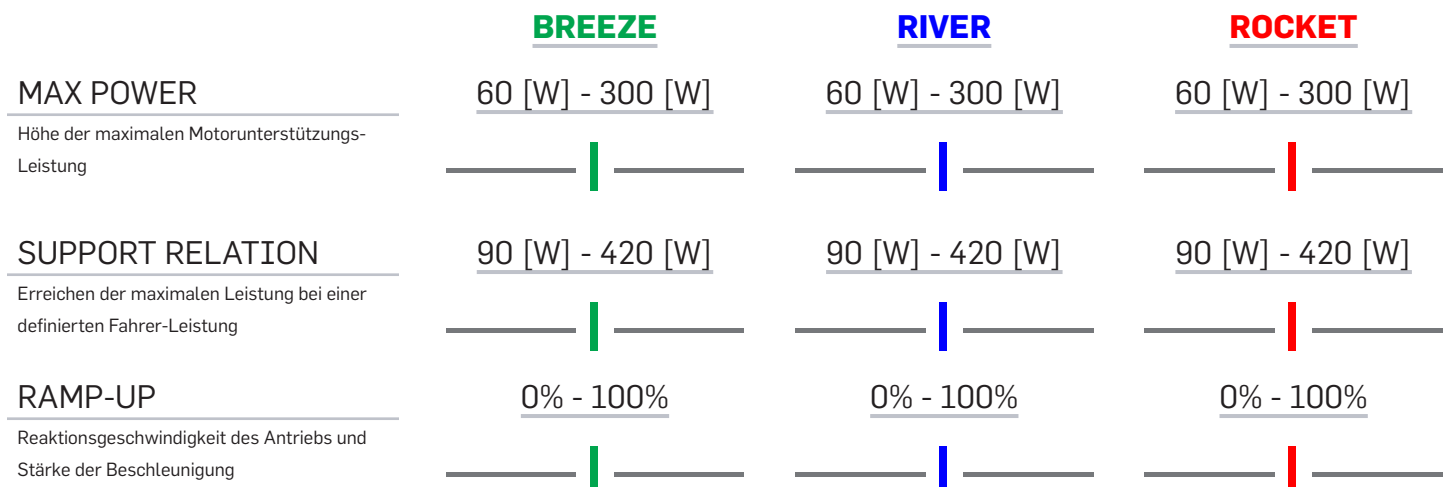 BREEZE RIVER ROCKET
MAX POWER 60 [W] - 300 [W] 60 [W] - 300 [W] 60 [W] - 300 [W]
Höhe der maximalen Motorunterstützungs-
Leistung
SUPPORT RELATION 90 [W] - 420 [W] 90 [W] - 420 [W] 90 [W] - 420 [W]
Erreichen der maximalen Leistung bei einer
definierten Fahrer-Leistung
RAMP-UP 0% - 100% 0% - 100% 0% - 100%
Reaktionsgeschwindigkeit des Antriebs und
Stärke der Beschleunigung